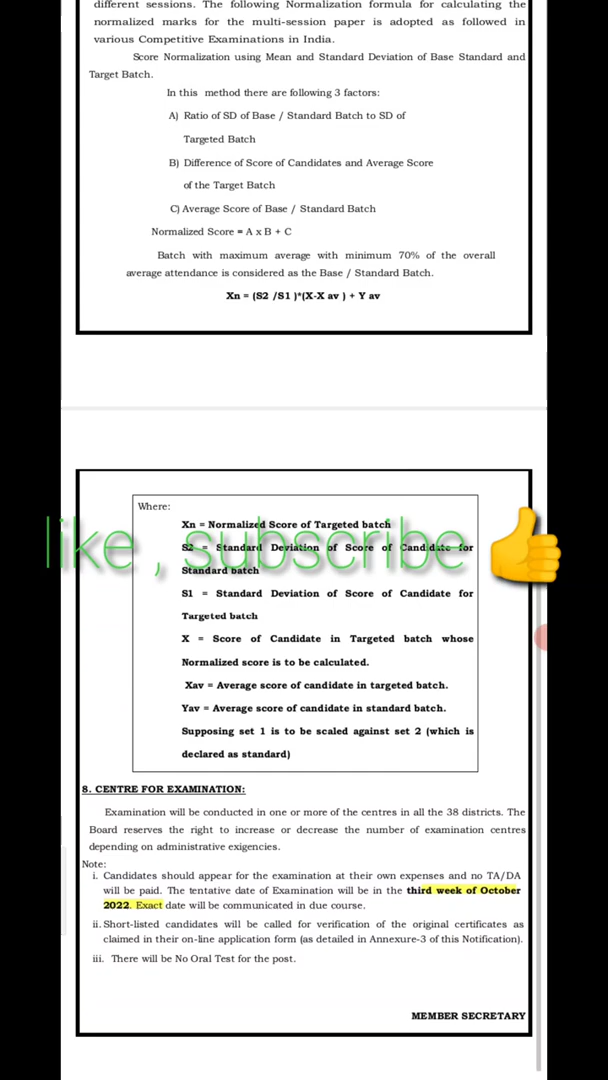 different sessions. The following Normalization formula for calculating the
normalized marks for the multi-session paper is adopted as followed in
various Competitive Examinations in India.
Score Normalization using Mean and Standard Deviation of Base Standard and
Target Batch.
In this method there are following 3 factors:
A) Ratio of SD of Base / Standard Batch to SD of
Targeted Batch
B) Difference of Score of Candidates and Average Score
of the Target Batch
C) Average Score of Base / Standard Batch
Normalized Score = A x B + C
Batch with maximum average with minimum 70% of the overall
average attendance is considered as the Base / Standard Batch.
Xn = (S2 /S1 )*(X-X av ) + Y av
Where:
Xn = Normalized Score of Targeted batch
like , subscribe 👍
S2 = Standard Deviation of Score of Candidate for
Standard batch
S1 = Standard Deviation of Score of Candidate for
Targeted batch
X = Score of Candidate in Targeted batch whose
Normalized score is to be calculated.
Xav = Average score of candidate in targeted batch.
Yav = Average score of candidate in standard batch.
Supposing set 1 is to be scaled against set 2 (which is
declared as standard)
8. CENTRE FOR EXAMINATION:
Examination will be conducted in one or more of the centres in all the 38 districts. The
Board reserves the right to increase or decrease the number of examination centres
depending on administrative exigencies.
Note:
i. Candidates should appear for the examination at their own expenses and no TA/DA
will be paid. The tentative date of Examination will be in the third week of October
2022. Exact date will be communicated in due course.
ii. Short-listed candidates will be called for verification of the original certificates as
claimed in their on-line application form (as detailed in Annexure-3 of this Notification).
iii. There will be No Oral Test for the post.
MEMBER SECRETARY